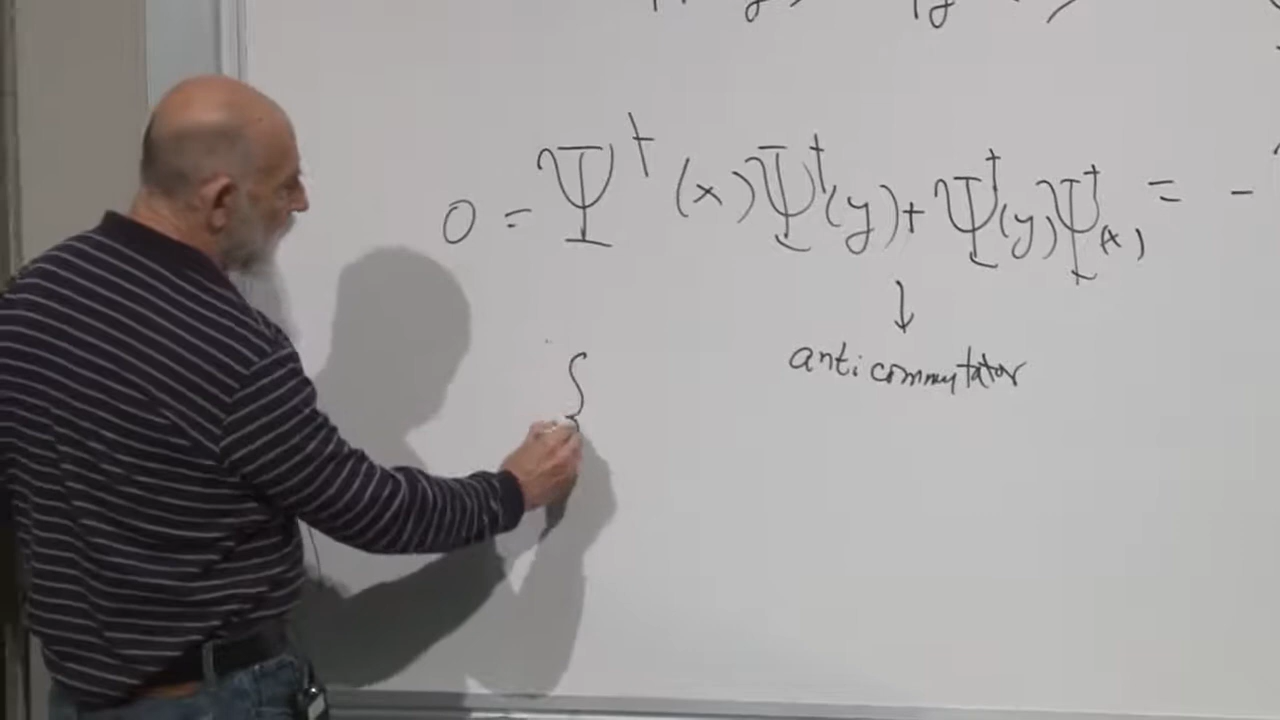 0 = Ψ† (x) Ψ†(y) + Ψ†(y) Ψ†(x) = -
↓
anticommutator
{